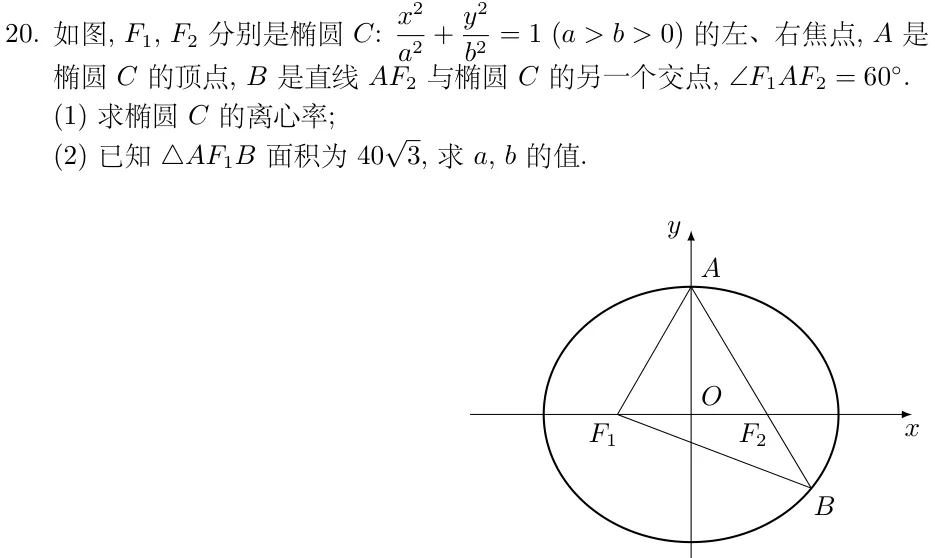 20. 如图, F₁, F₂ 分别是椭圆 C: x²/a² + y²/b² = 1 (a > b > 0) 的左、右焦点, A 是
椭圆 C 的顶点, B 是直线 AF₂ 与椭圆 C 的另一个交点, ∠F₁AF₂ = 60°.
(1) 求椭圆 C 的离心率;
(2) 已知 △AF₁B 面积为 40√3, 求 a, b 的值.
y
A
O
F₁
F₂
x
B